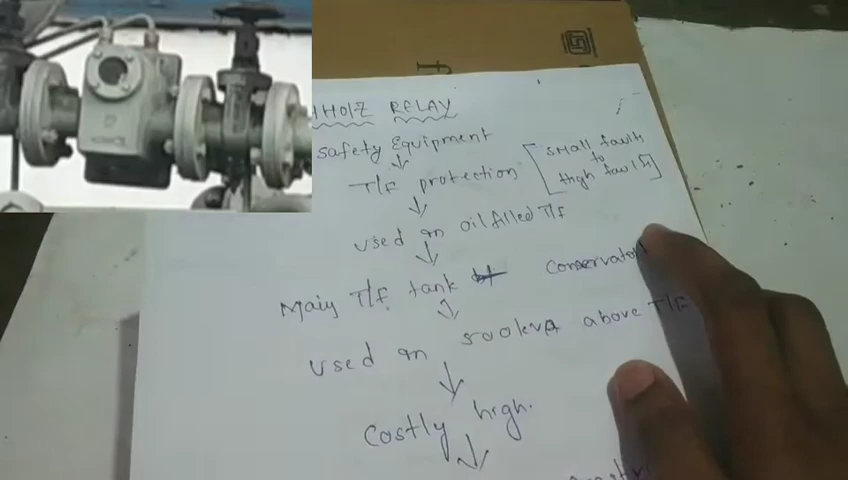 HHOLZ RELAY
safety Equipment
T/F protection [small fault
to
high fault]
used in oil filled T/F
Main T/F tank conservator
used in 500kVA above T/F
costly high.